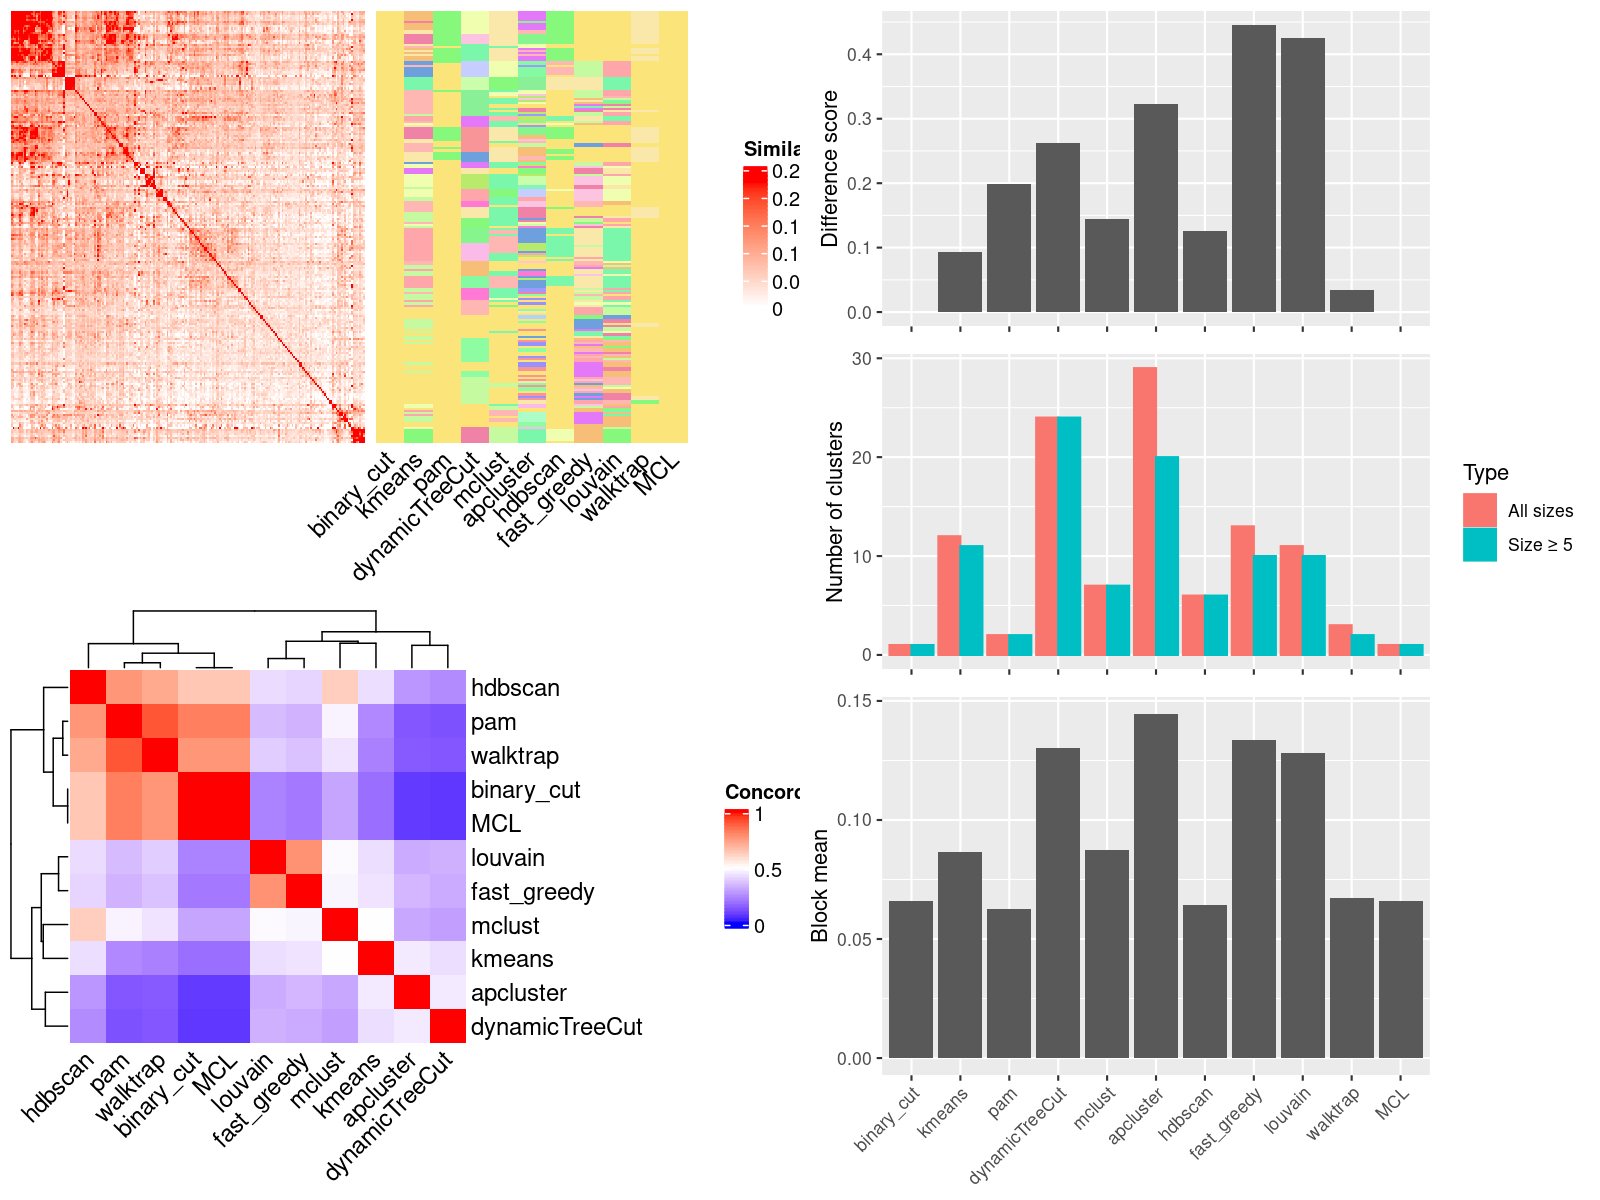 Simila
0.2
0.2
0.1
0.1
0.0
0
binary_cut
kmeans
pam
dynamicTreeCut
mclust
apcluster
hdbscan
fast_greedy
louvain
walktrap
MCL
hdbscan
pam
walktrap
binary_cut
MCL
louvain
fast_greedy
mclust
kmeans
apcluster
dynamicTreeCut
hdbscan
pam
walktrap
binary_cut
MCL
louvain
fast_greedy
mclust
kmeans
apcluster
dynamicTreeCut
Concord
1
0.5
0
Difference score
0.4
0.3
0.2
0.1
0.0
Number of clusters
30
20
10
0
Type
All sizes
Size ≥ 5
Block mean
0.15
0.10
0.05
0.00
binary_cut
kmeans
pam
dynamicTreeCut
mclust
apcluster
hdbscan
fast_greedy
louvain
walktrap
MCL